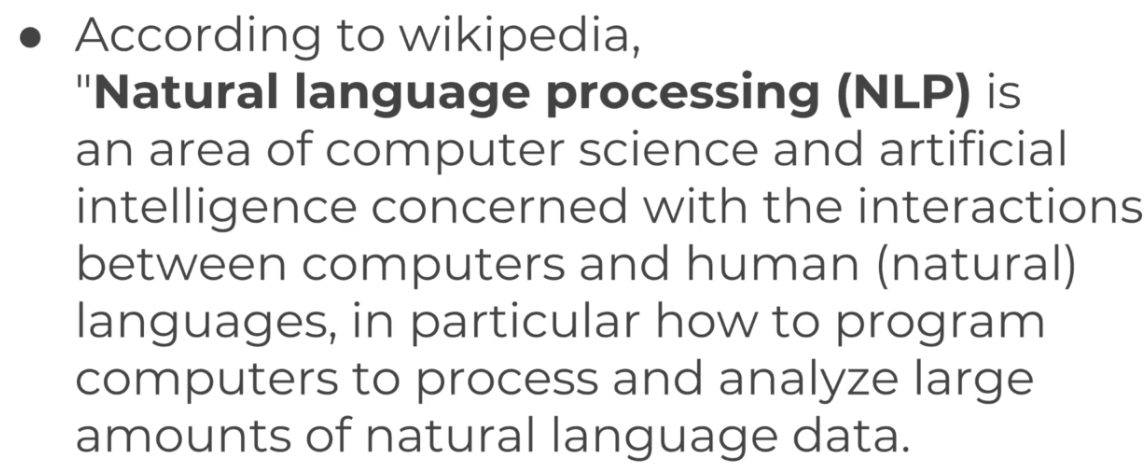 ● According to wikipedia,
"Natural language processing (NLP) is
an area of computer science and artificial
intelligence concerned with the interactions
between computers and human (natural)
languages, in particular how to program
computers to process and analyze large
amounts of natural language data.